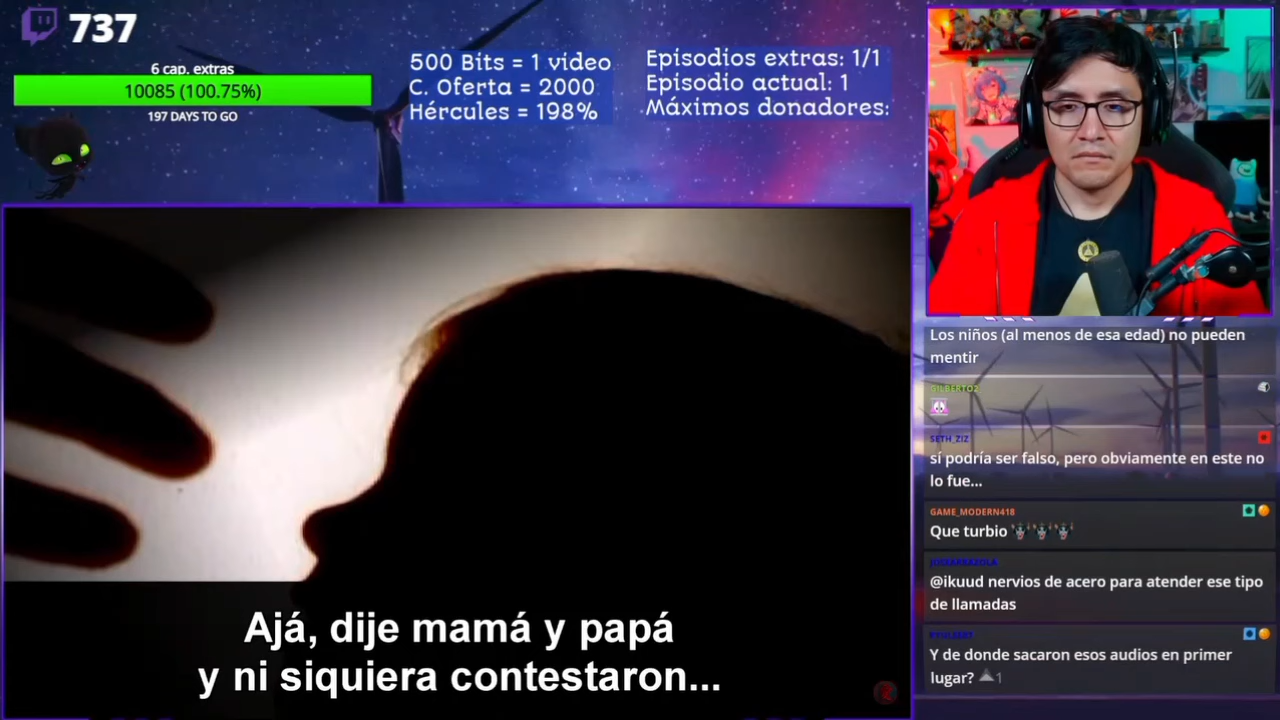 737
6 cap. extras
10085 (100.75%)
197 DAYS TO GO
500 Bits = 1 vídeo
C. Oferta = 2000
Hércules = 198%
Episodios extras: 1/1
Episodio actual: 1
Máximos donadores:
Ajá, dije mamá y papá
y ni siquiera contestaron...
Los niños (al menos de esa edad) no pueden
mentir
GILBERTO2
SETH_ZIZ
sí podría ser falso, pero obviamente en este no
lo fue...
GAME_MODERN418
Que turbio
@ikuud nervios de acero para atender ese tipo
de llamadas
Y de donde sacaron esos audios en primer
lugar? 1